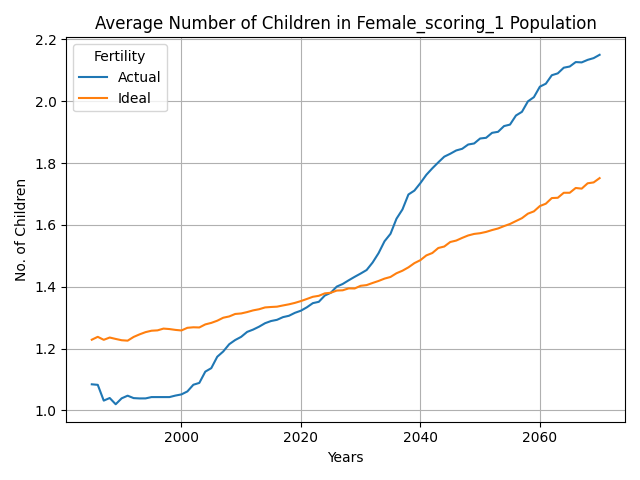 Average Number of Children in Female_scoring_1 Population
Fertility
Actual
Ideal
No. of Children
2.2
2.0
1.8
1.6
1.4
1.2
1.0
2000 2020 2040 2060
Years